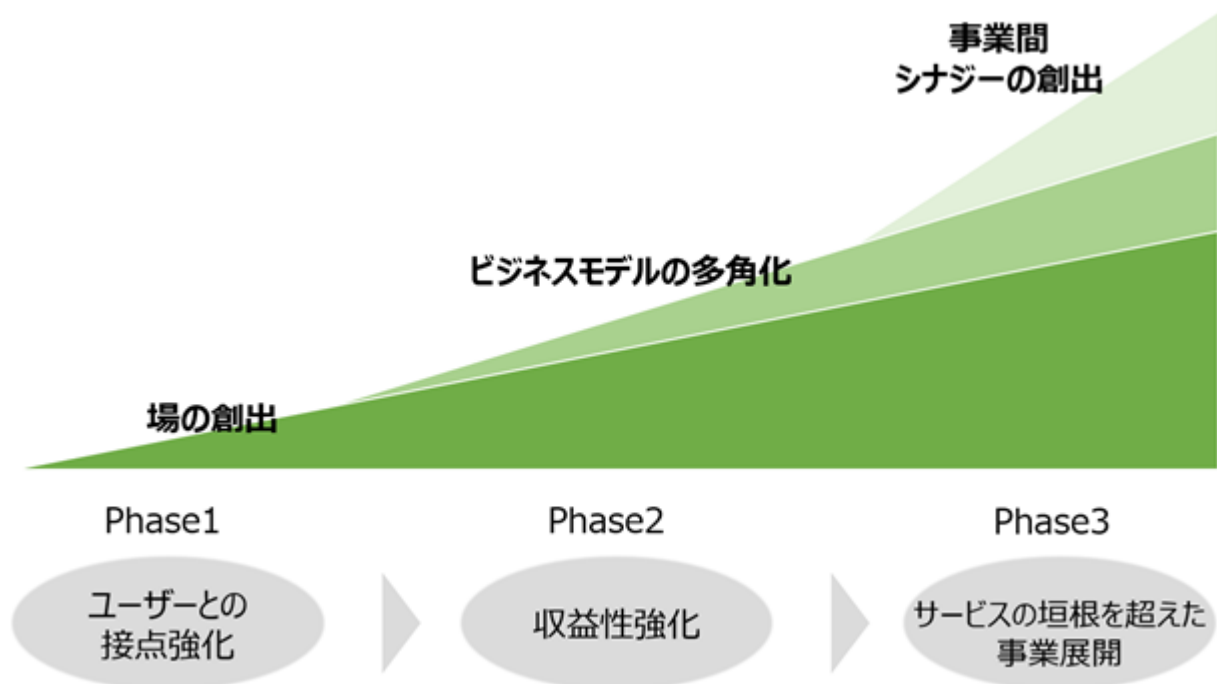 事業間
シナジーの創出
ビジネスモデルの多角化
場の創出
Phase1
Phase2
Phase3
ユーザーとの
接点強化
収益性強化
サービスの垣根を超えた
事業展開